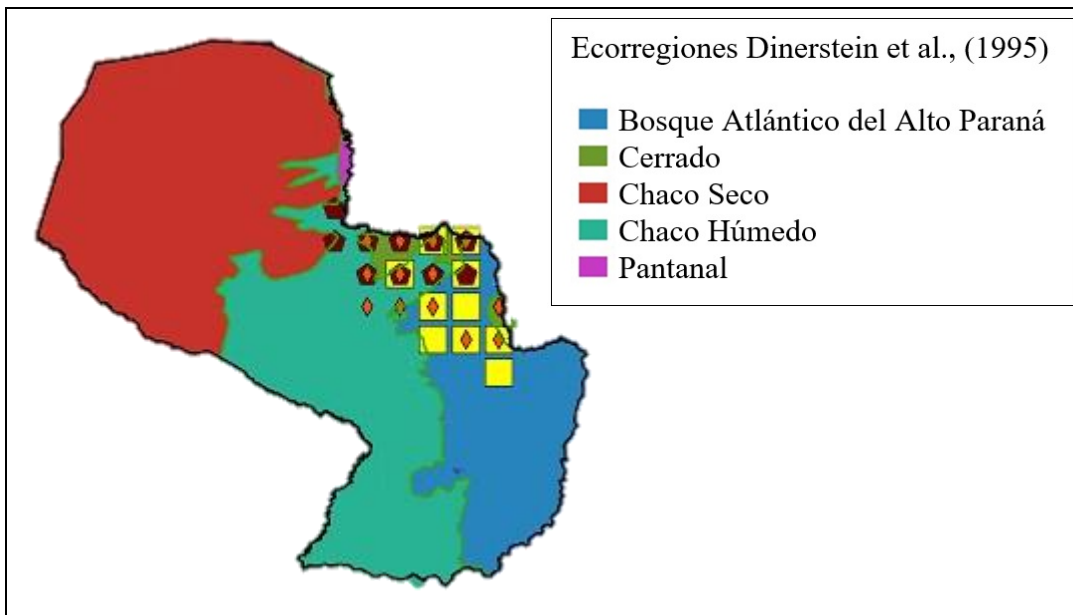 Ecorregiones Dinerstein et al., (1995)
Bosque Atlántico del Alto Paraná
Cerrado
Chaco Seco
Chaco Húmedo
Pantanal